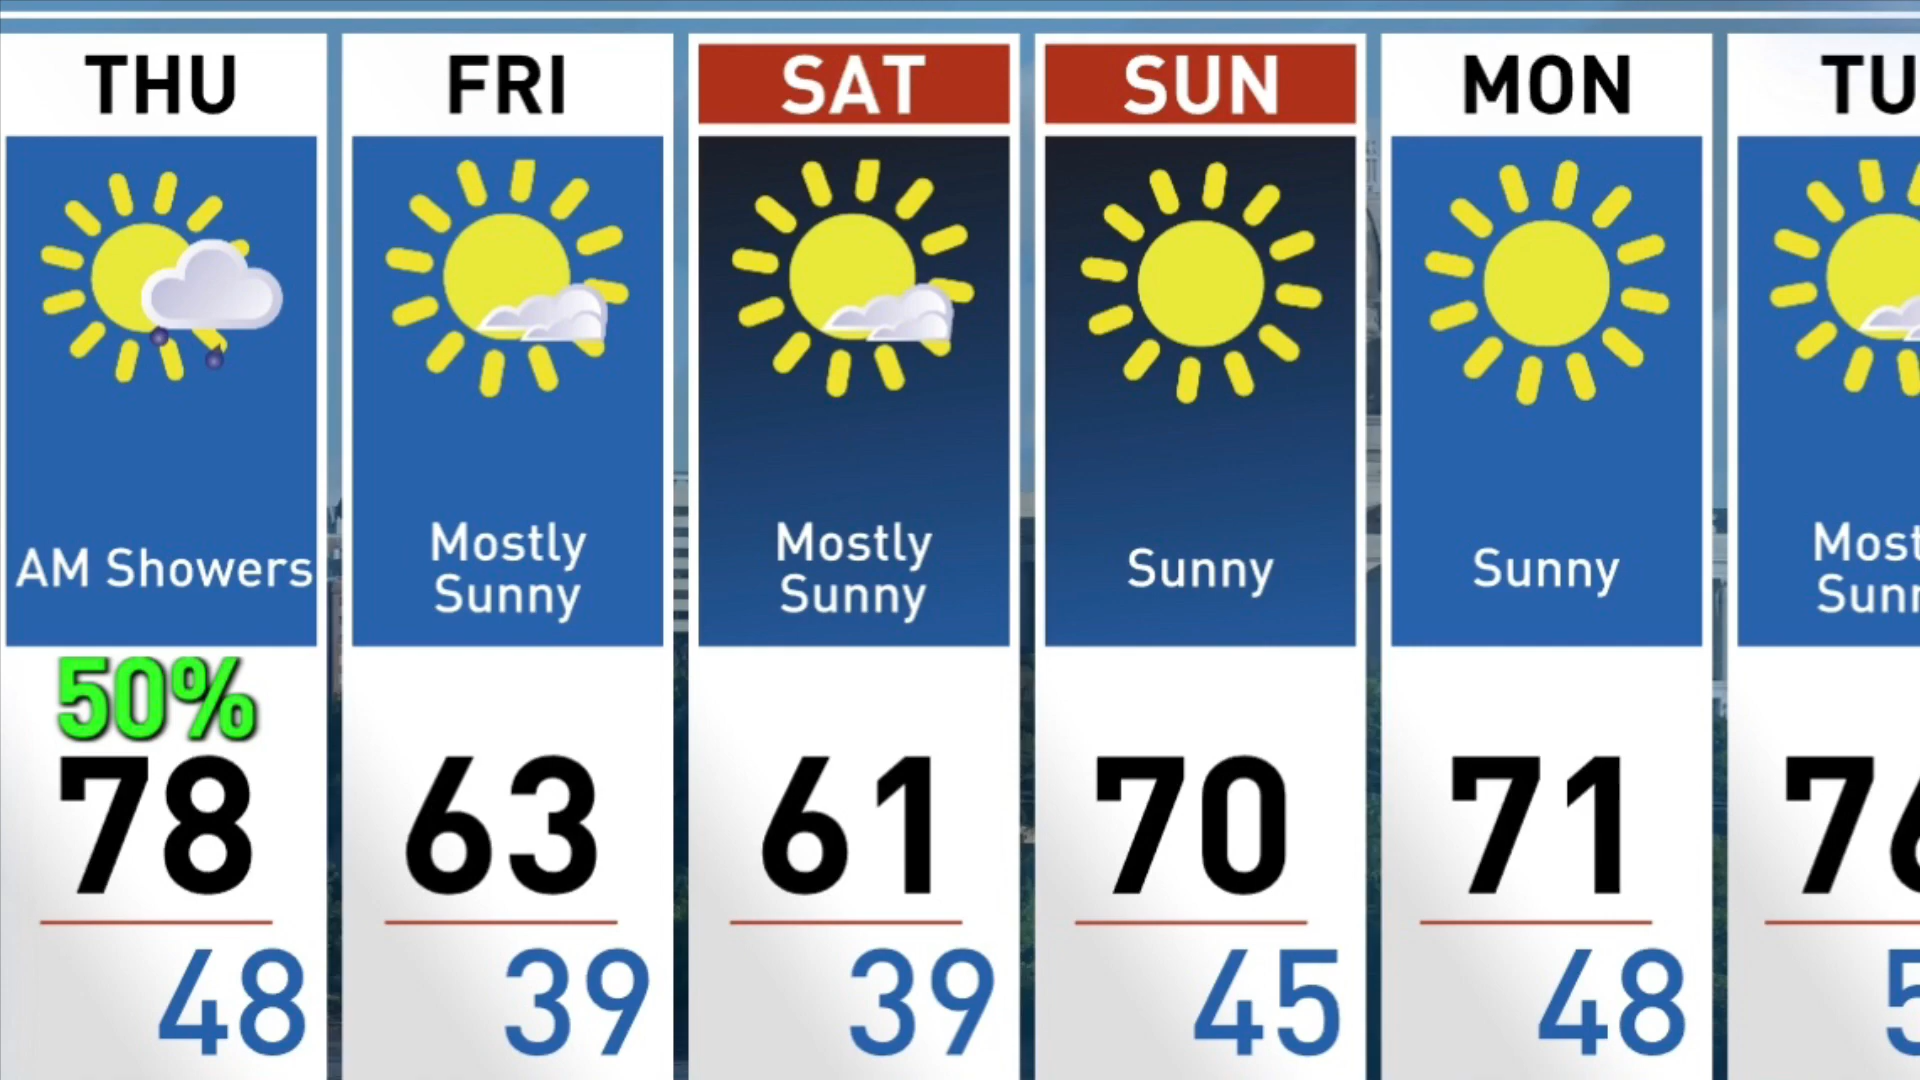 THU FRI SAT SUN MON TU
AM Showers
Mostly
Sunny
Mostly
Sunny
Sunny
Sunny
50%
78 63 61 70 71
48 39 39 45 48